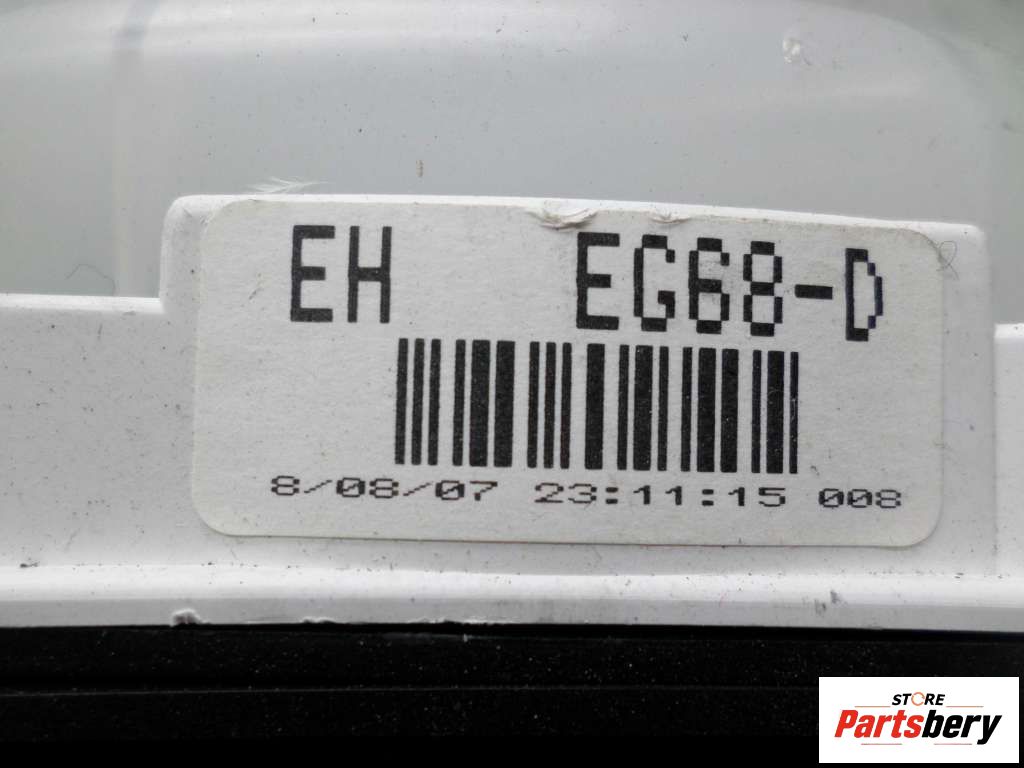 EH EG68-D
8/08/07 23:11:15 008
STORE
Partsbery